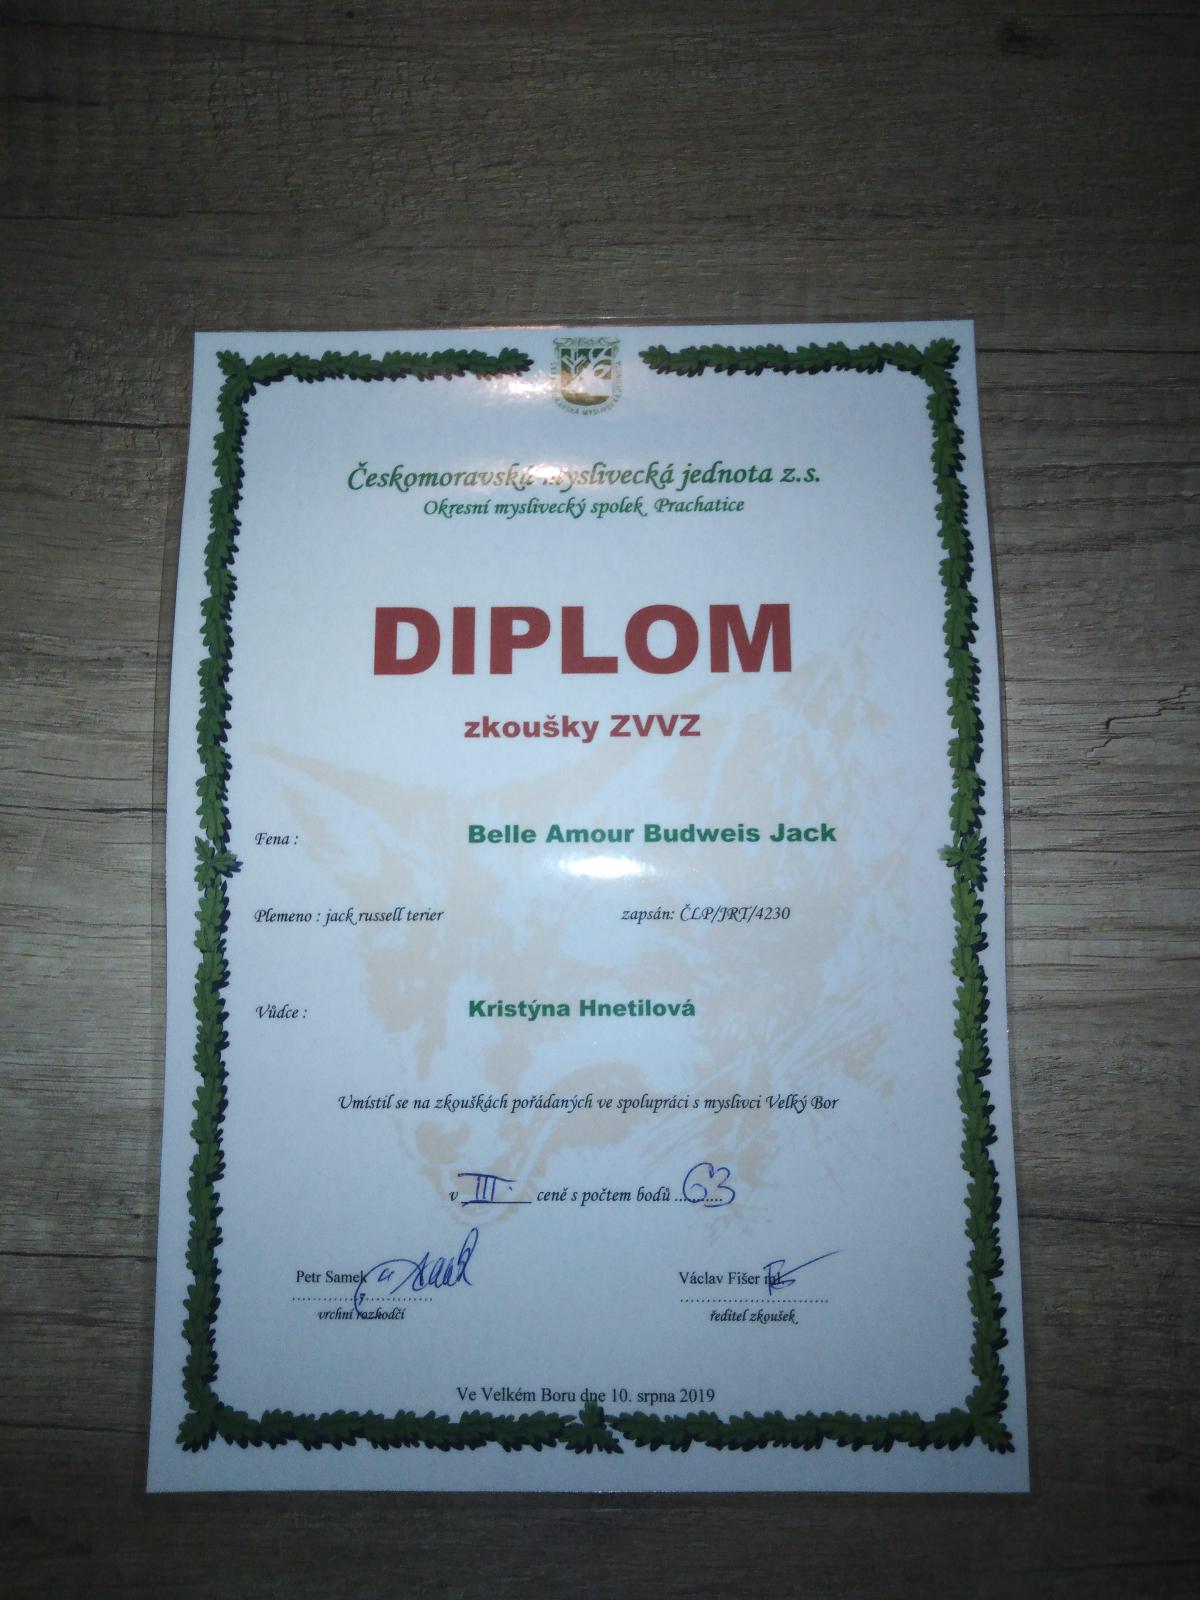 MYSLIVECKÁ JEDNOTA
Českomoravská myslivecká jednota z.s.
Okresní myslivecký spolek Prachatice
DIPLOM
zkoušky ZVVZ
Fena : Belle Amour Budweis Jack
Plemeno : jack russell terier zapsán: ČLP/JRT/4230
Vůdce : Kristýna Hnetilová
Umístil se na zkouškách pořádaných ve spolupráci s myslivci Velký Bor
v III. ceně s počtem bodů 63
Petr Samek Václav Fišer ml.
vrchní rozhodčí ředitel zkoušek
Ve Velkém Boru dne 10. srpna 2019